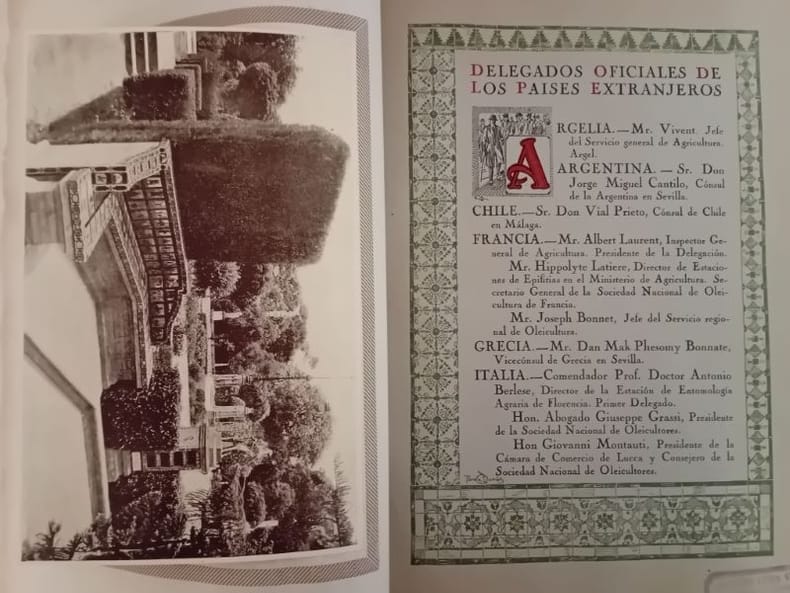 DELEGADOS OFICIALES DE
LOS PAISES EXTRANJEROS
ARGELIA.—Mr. Vivent. Jefe
del Servicio general de Agricultura.
Argel.
ARGENTINA. — Sr. Don
Jorge Miguel Cantilo, Cónsul
de la Argentina en Sevilla.
CHILE.—Sr. Don Vial Prieto, Cónsul de Chile
en Málaga.
FRANCIA.—Mr. Albert Laurent, Inspector Ge-
neral de Agricultura. Presidente de la Delegación.
Mr. Hippolyte Latiere, Director de Estacio-
nes de Epifitias en el Ministerio de Agricultura. Se-
cretario General de la Sociedad Nacional de Olei-
cultura de Francia.
Mr. Joseph Bonnet, Jefe del Servicio regio-
nal de Oleicultura.
GRECIA.—Mr. Dan Mak Phesomy Bonnate,
Vicecónsul de Grecia en Sevilla.
ITALIA.—Comendador Prof. Doctor Antonio
Berlese, Director de la Estación de Entomología
Agraria de Florencia. Primer Delegado.
Hon. Abogado Giuseppe Grassi, Presidente
de la Sociedad Nacional de Oleicultores.
Hon Giovanni Montauti, Presidente de la
Cámara de Comercio de Lucca y Consejero de la
Sociedad Nacional de Oleicultores.